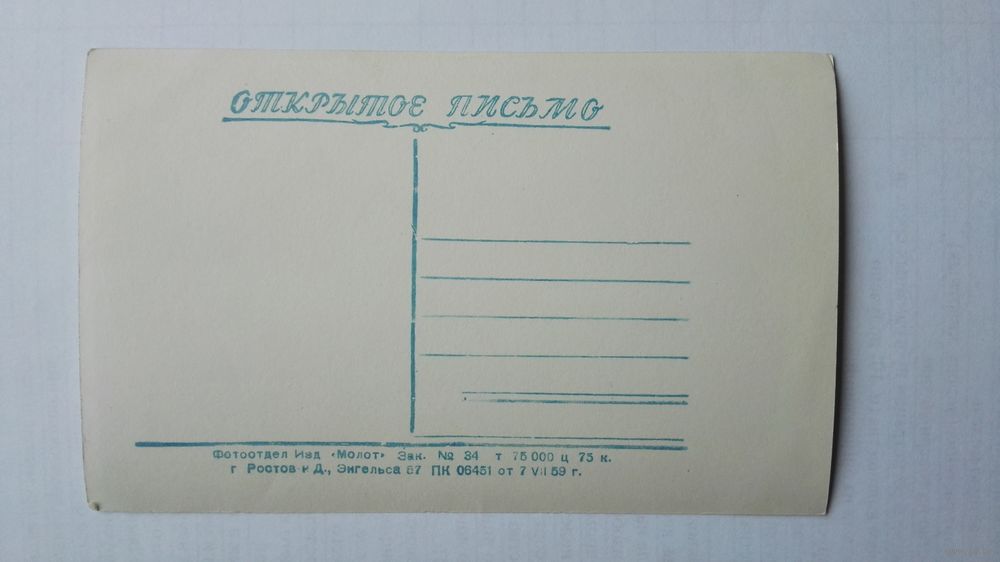 ОТКРЫТОЕ ПИСЬМО
Фотоотдел Изд «Молот» Зак. № 34 т 75 000 ц 75 к.
г Ростов н Д., Энгельса 57 ПК 06451 от 7 VII 59 г.